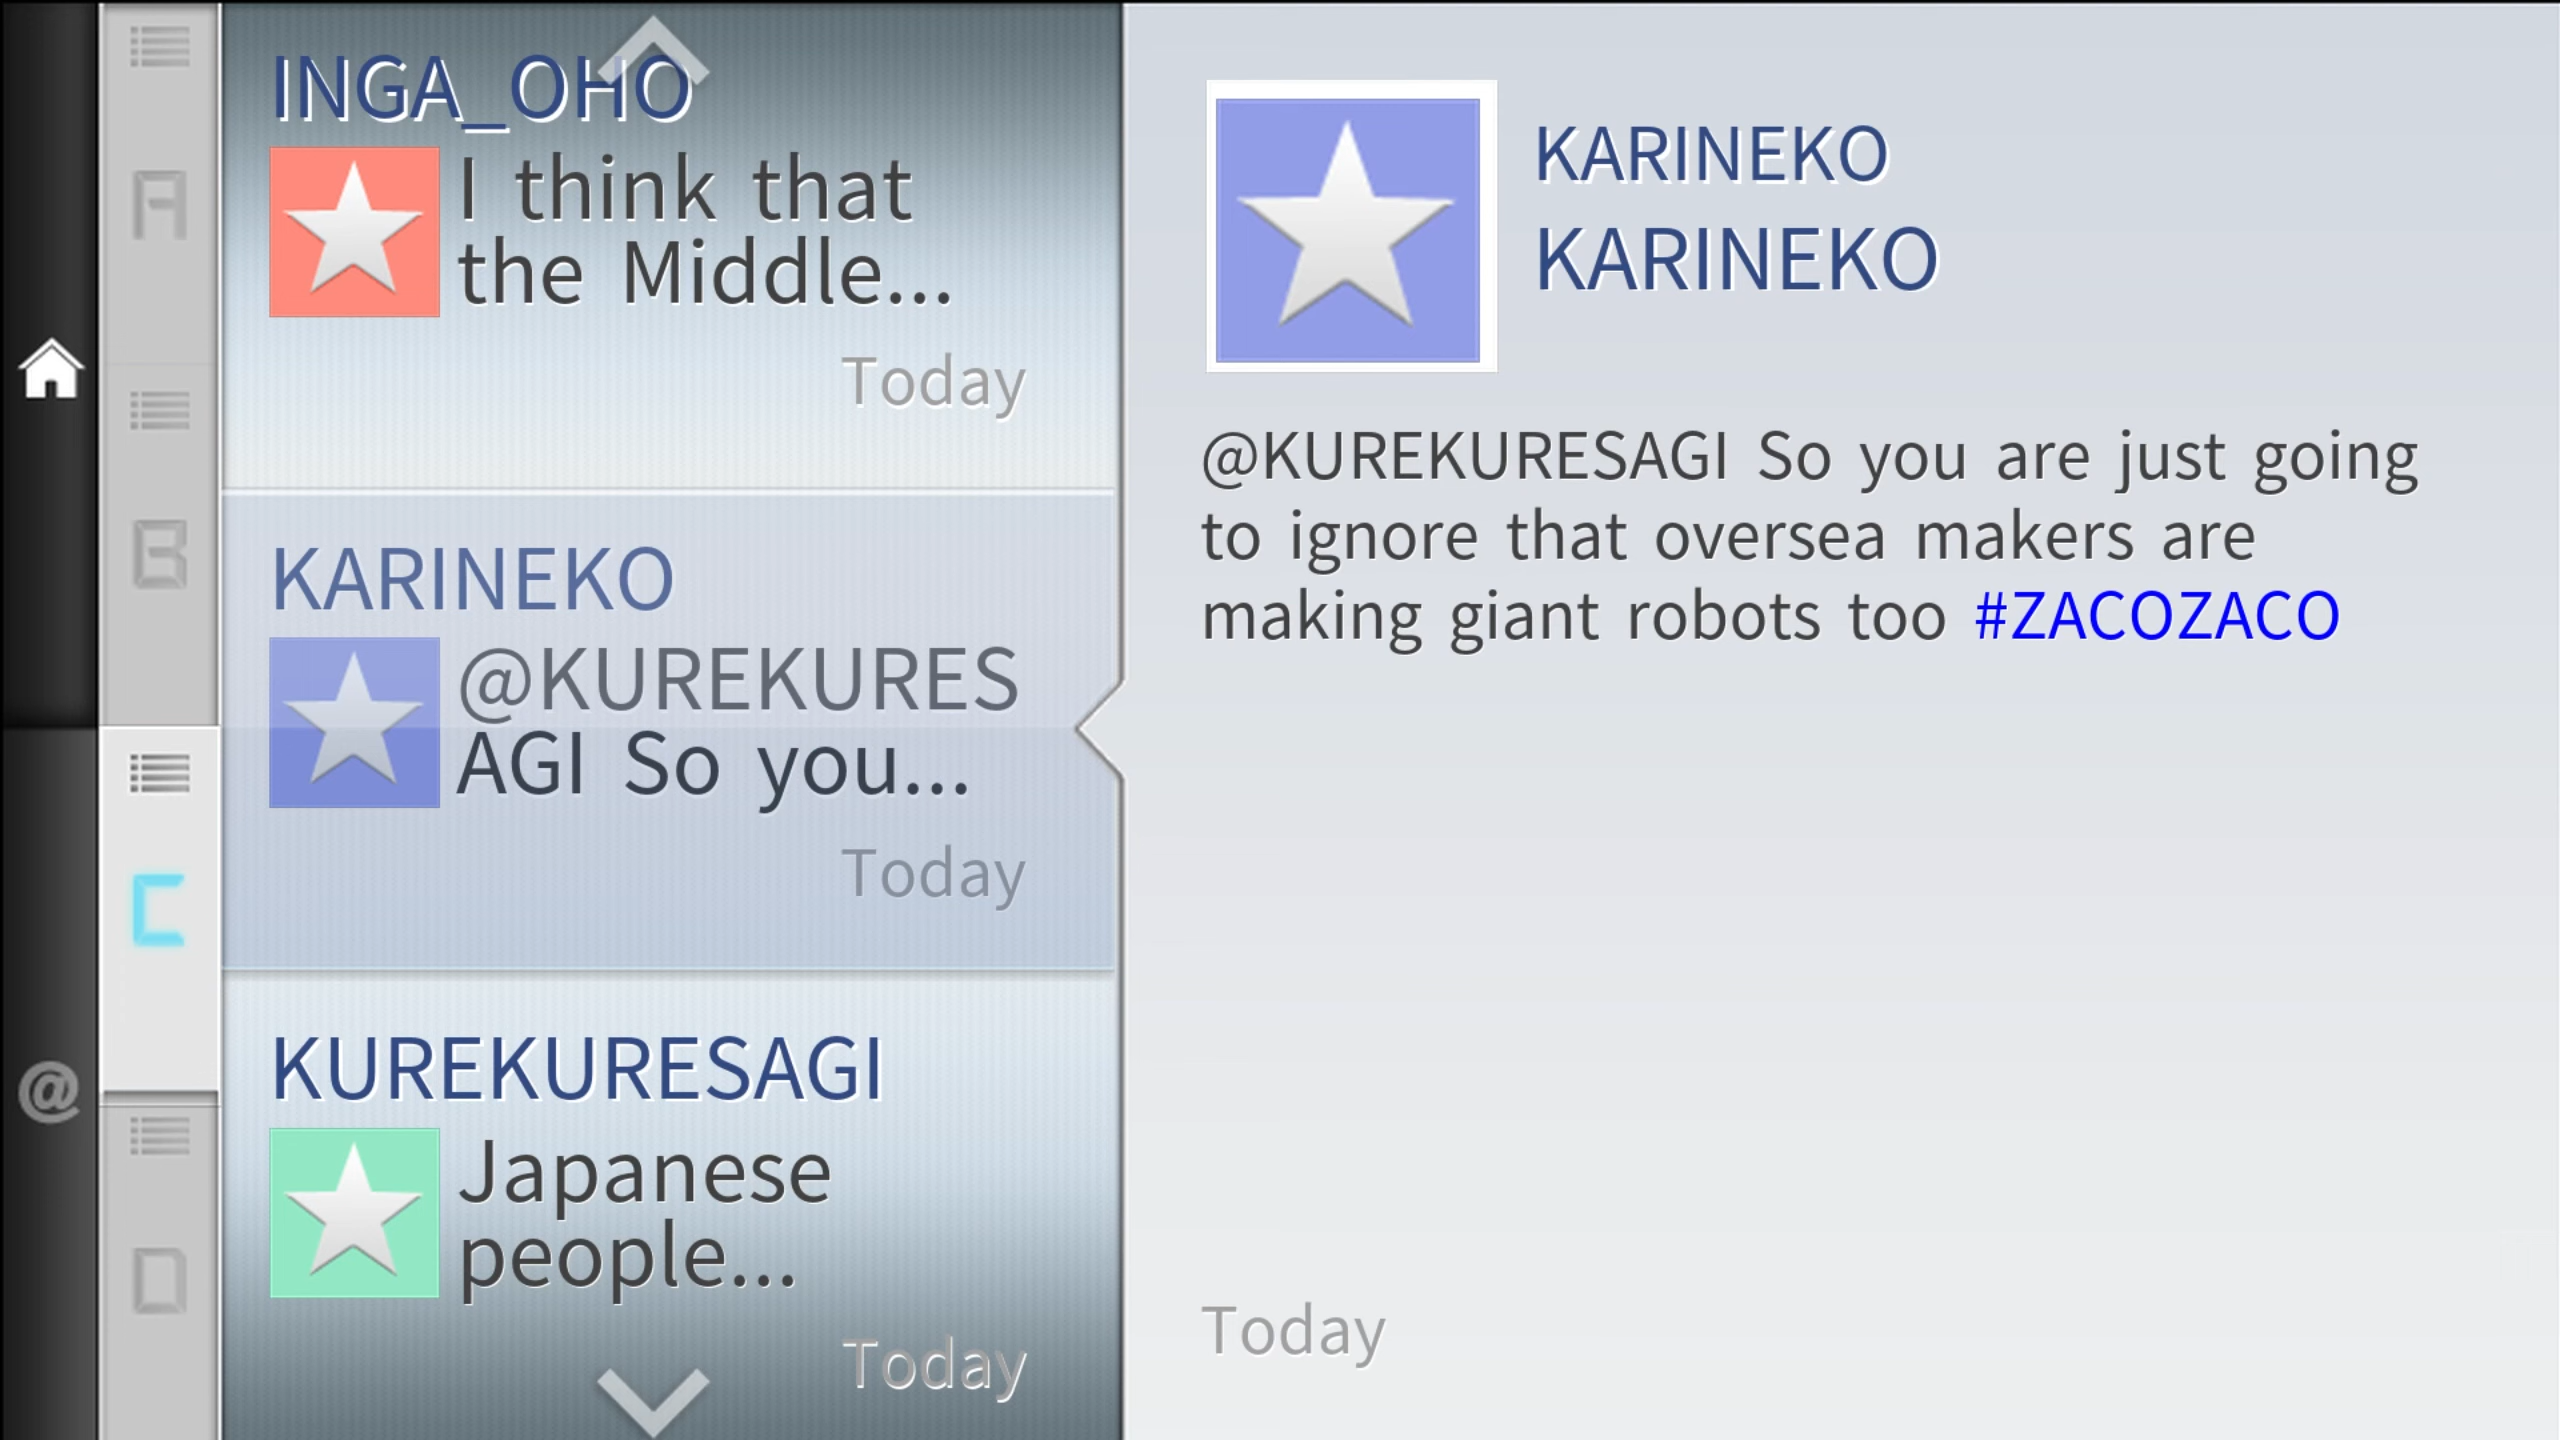 A
B
C
D
@
INGA_OHO
I think that
the Middle...
Today
KARINEKO
@KUREKURES
AGI So you...
Today
KUREKURESAGI
Japanese
people...
Today
KARINEKO
KARINEKO
@KUREKURESAGI So you are just going
to ignore that oversea makers are
making giant robots too #ZACOZACO
Today